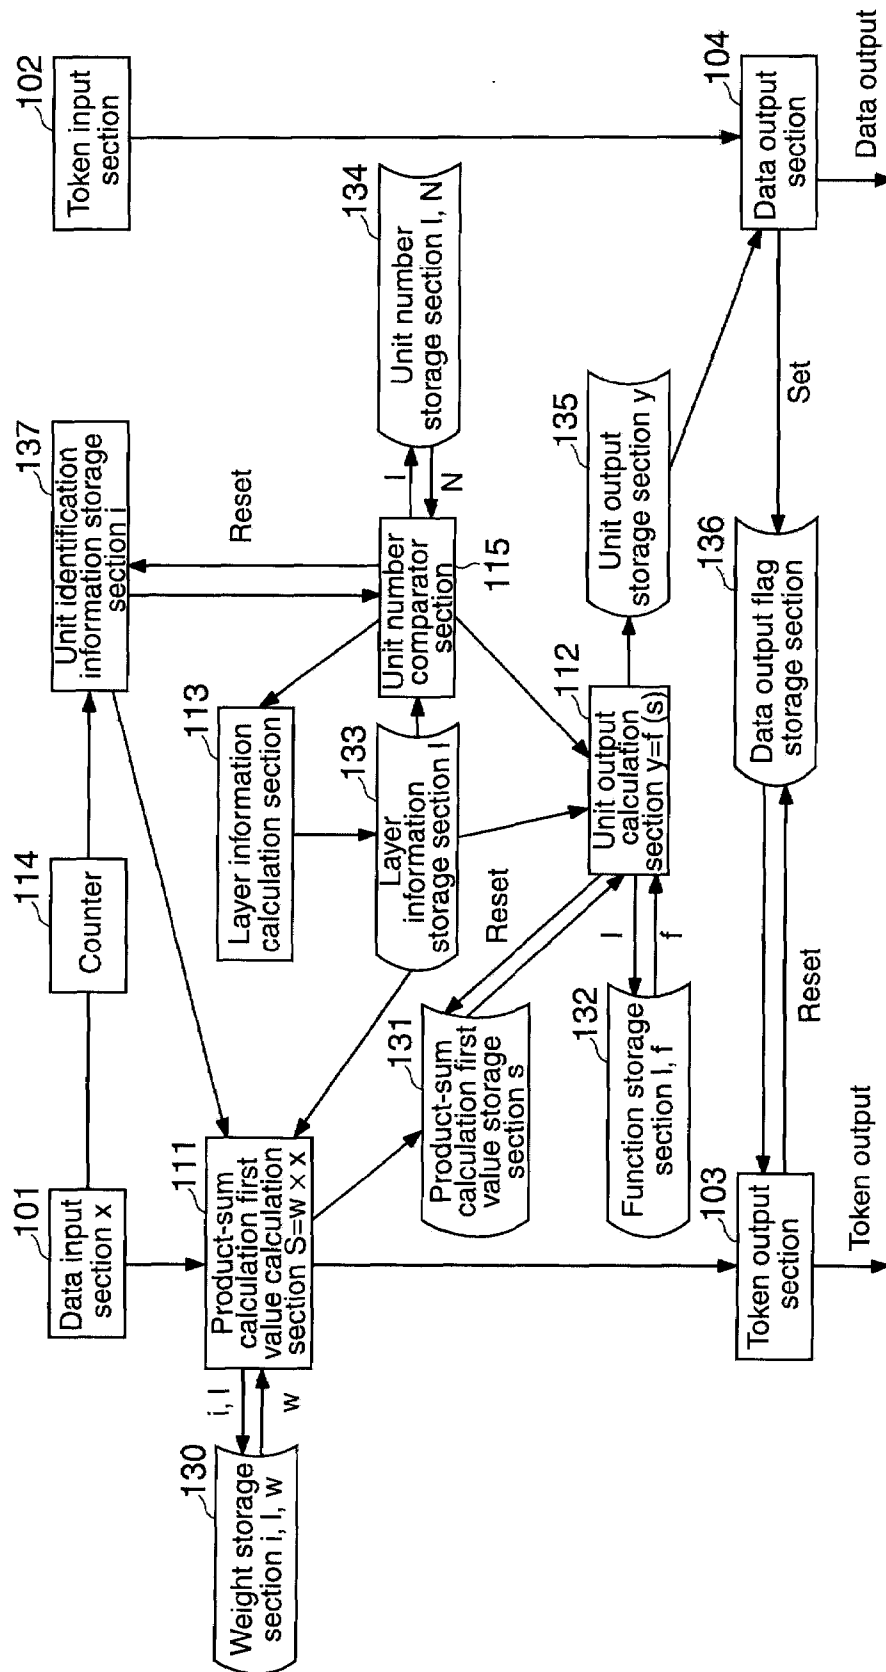 101
Data input
section x
114
Counter
137
Unit identification
information storage
section i
102
Token input
section
130
Weight storage
section i, l, w
i, l
w
111
Product-sum
calculation first
value calculation
section S=w × x
113
Layer information
calculation section
Reset
133
Layer
information
storage section l
Unit number
comparator
section
115
l
N
134
Unit number
storage section l, N
131
Product-sum
calculation first
value storage
section s
Reset
132
Function storage
section l, f
l
f
112
Unit output
calculation
section y=f (s)
135
Unit output
storage section y
103
Token output
section
Reset
136
Data output flag
storage section
Set
104
Data output
section
Token output
Data output